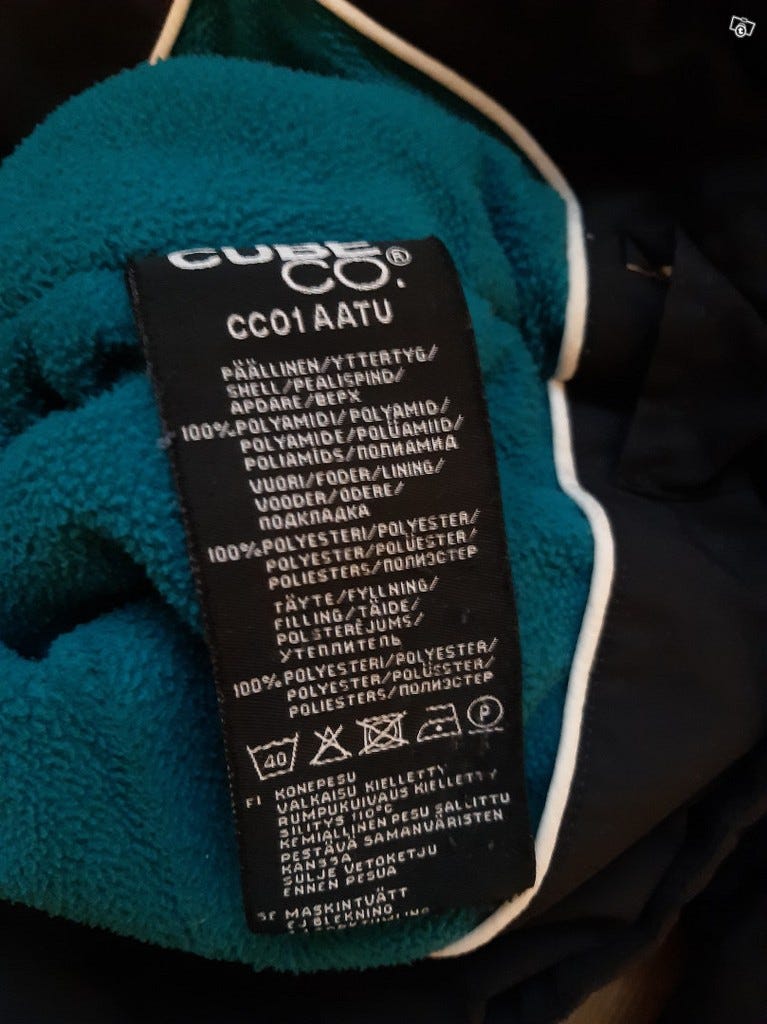 CUBE
CO.®
CC01 AATU
PÄÄLLINEN/YTTERTYG/
SHELL/PEALISPIND/
APDARE/ВЕРХ
100% POLYAMIDI/POLYAMID/
POLYAMIDE/POLÜAMIID/
POLIAMĪDS/ПОЛИАМИД
VUORI/FODER/LINING/
VOODER/ODERE/
ПОДКЛАДКА
100% POLYESTERI/POLYESTER/
POLYESTER/POLÜESTER/
POLIESTERS/ПОЛИЭСТЕР
TÄYTE/FYLLNING/
FILLING/TÄIDE/
POLSTERĒJUMS/
УТЕПЛИТЕЛЬ
100% POLYESTERI/POLYESTER/
POLYESTER/POLÜESTER/
POLIESTERS/ПОЛИЭСТЕР
40 P
FI KONEPESU
VALKAISU KIELLETTY
RUMPUKUIVAUS KIELLETTY
SILITYS 110°C
KEMIALLINEN PESU SALLITTU
PESTÄVÄ SAMANVÄRISTEN
KANSSA
SULJE VETOKETJU
ENNEN PESUA
SE MASKINTVÄTT
EJ BLEKNING